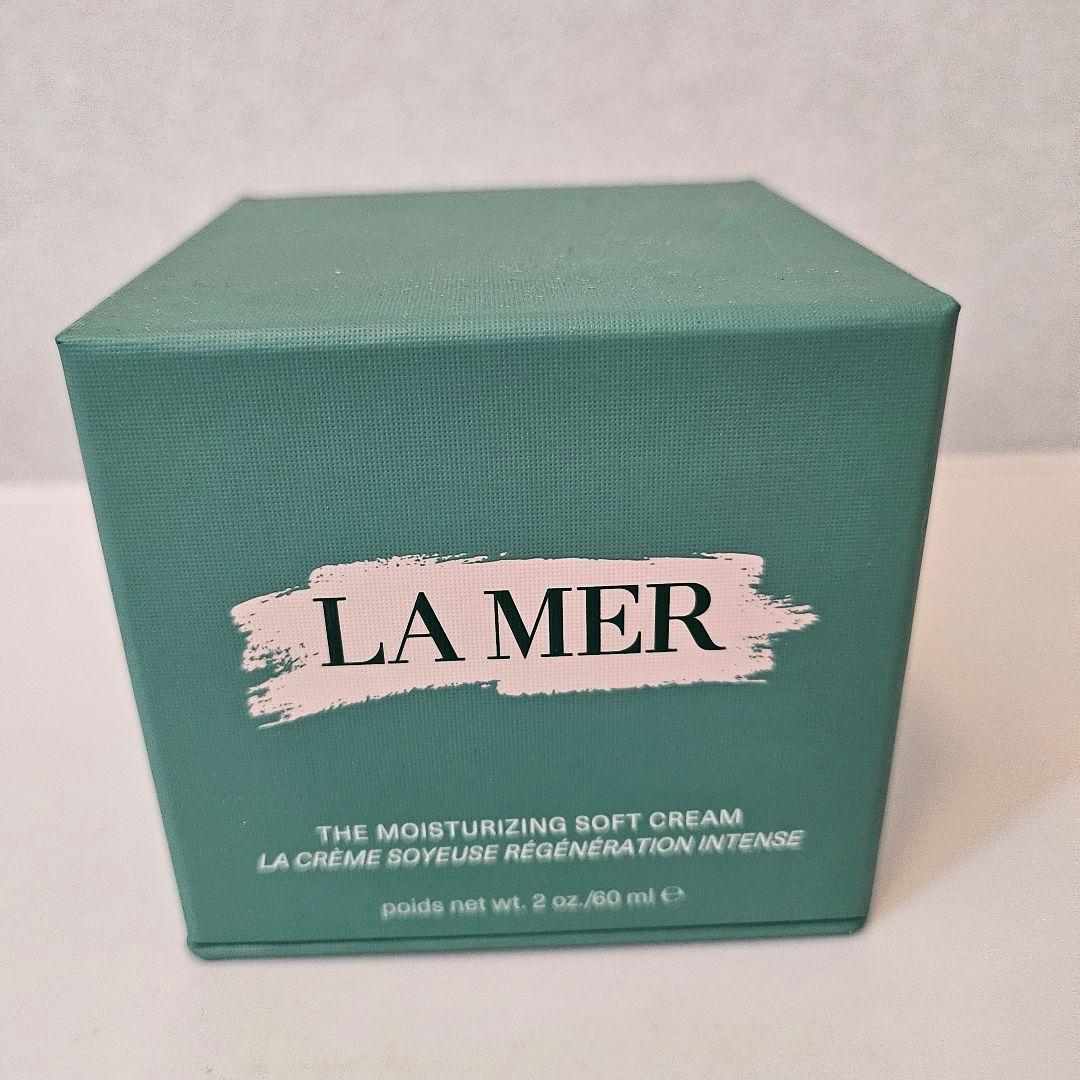 LA MER
THE MOISTURIZING SOFT CREAM
LA CRÈME SOYEUSE RÉGÉNÉRATION INTENSE
poids net wt. 2 oz./60 ml ℮